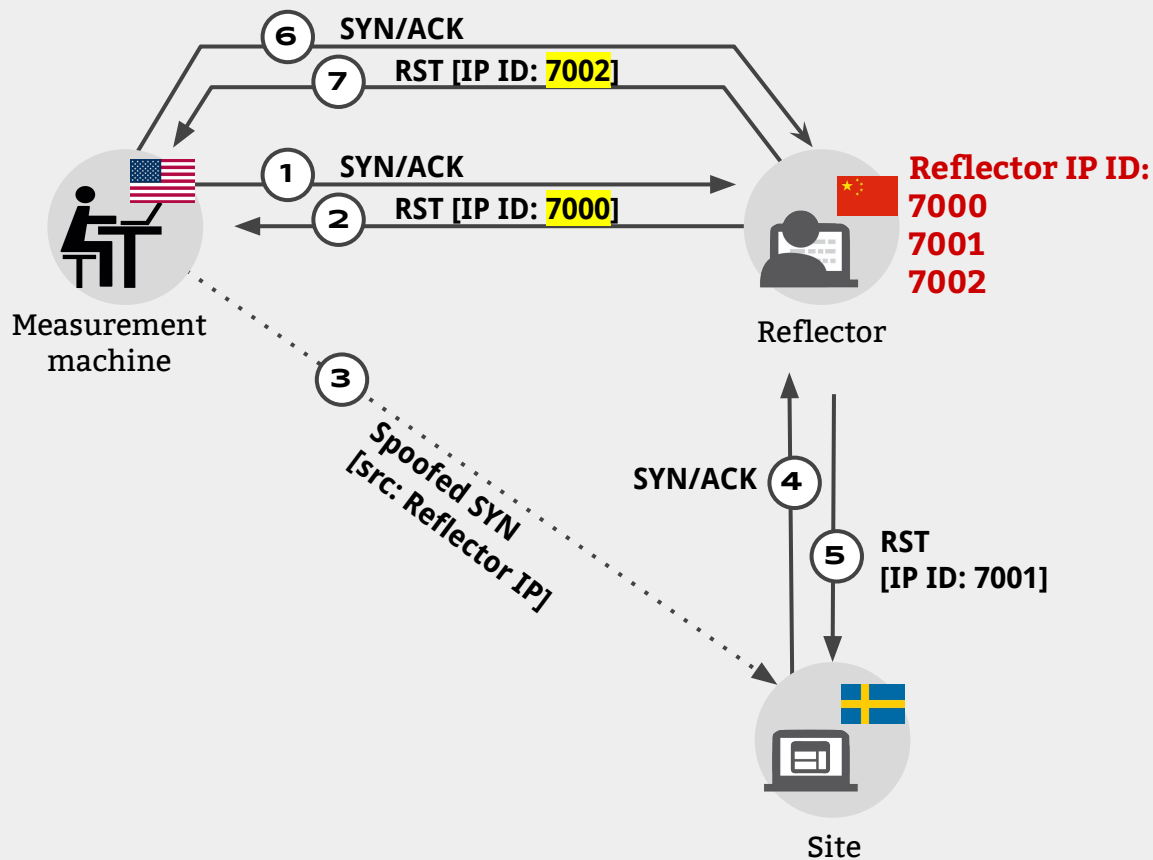 6 SYN/ACK
7 RST [IP ID: 7002]
1 SYN/ACK
2 RST [IP ID: 7000]
Reflector IP ID:
7000
7001
7002
Measurement
machine
Reflector
3
Spoofed SYN
[src: Reflector IP]
SYN/ACK 4
5 RST
[IP ID: 7001]
Site